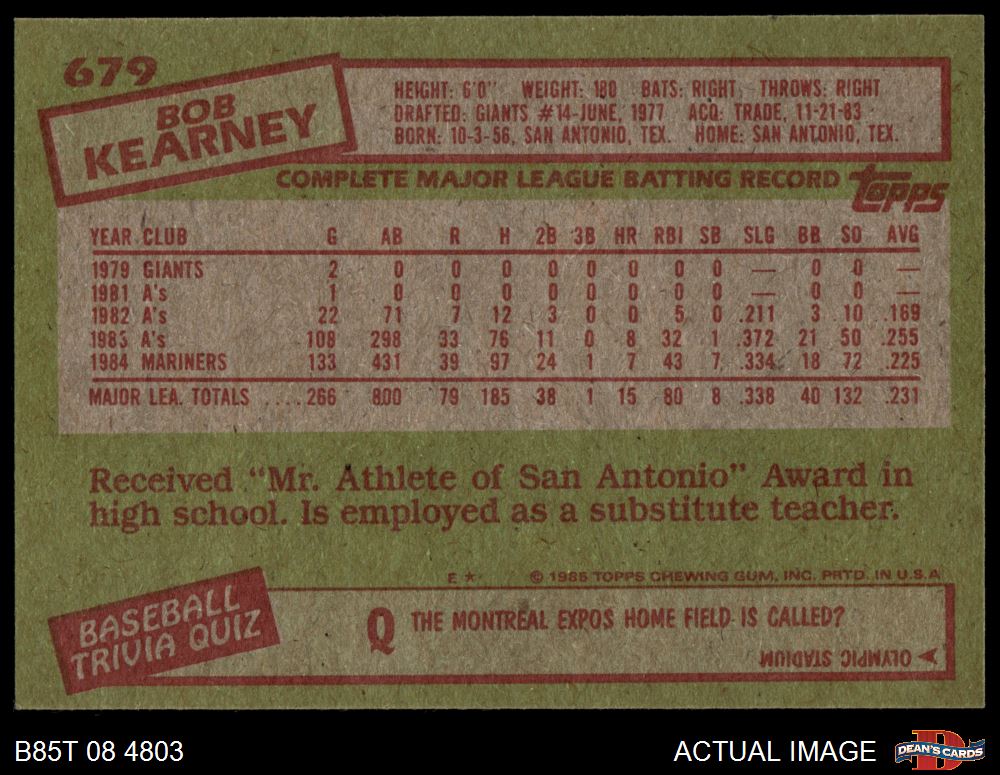 679
BOB
KEARNEY
HEIGHT: 6'0" WEIGHT: 180 BATS: RIGHT THROWS: RIGHT
DRAFTED: GIANTS #14-JUNE, 1977 ACQ: TRADE, 11-21-83
BORN: 10-3-56, SAN ANTONIO, TEX. HOME: SAN ANTONIO, TEX.
COMPLETE MAJOR LEAGUE BATTING RECORD
topps
YEAR CLUB G AB R H 2B 3B HR RBI SB SLG BB SO AVG
1979 GIANTS 2 0 0 0 0 0 0 0 0 — 0 0 —
1981 A's 1 0 0 0 0 0 0 0 0 — 0 0 —
1982 A's 22 71 7 12 3 0 0 5 0 .211 3 10 .169
1983 A's 108 298 33 76 11 0 8 32 1 .372 21 50 .255
1984 MARINERS 133 431 39 97 24 1 7 43 7 .334 18 72 .225
MAJOR LEA. TOTALS .... 266 800 79 185 38 1 15 80 8 .338 40 132 .231
Received "Mr. Athlete of San Antonio" Award in
high school. Is employed as a substitute teacher.
E ★ © 1985 TOPPS CHEWING GUM, INC. PRTD. IN U.S.A
BASEBALL
TRIVIA QUIZ
Q THE MONTREAL EXPOS HOME FIELD IS CALLED?
OLYMPIC STADIUM
B85T 08 4803
ACTUAL IMAGE
DEAN'S CARDS